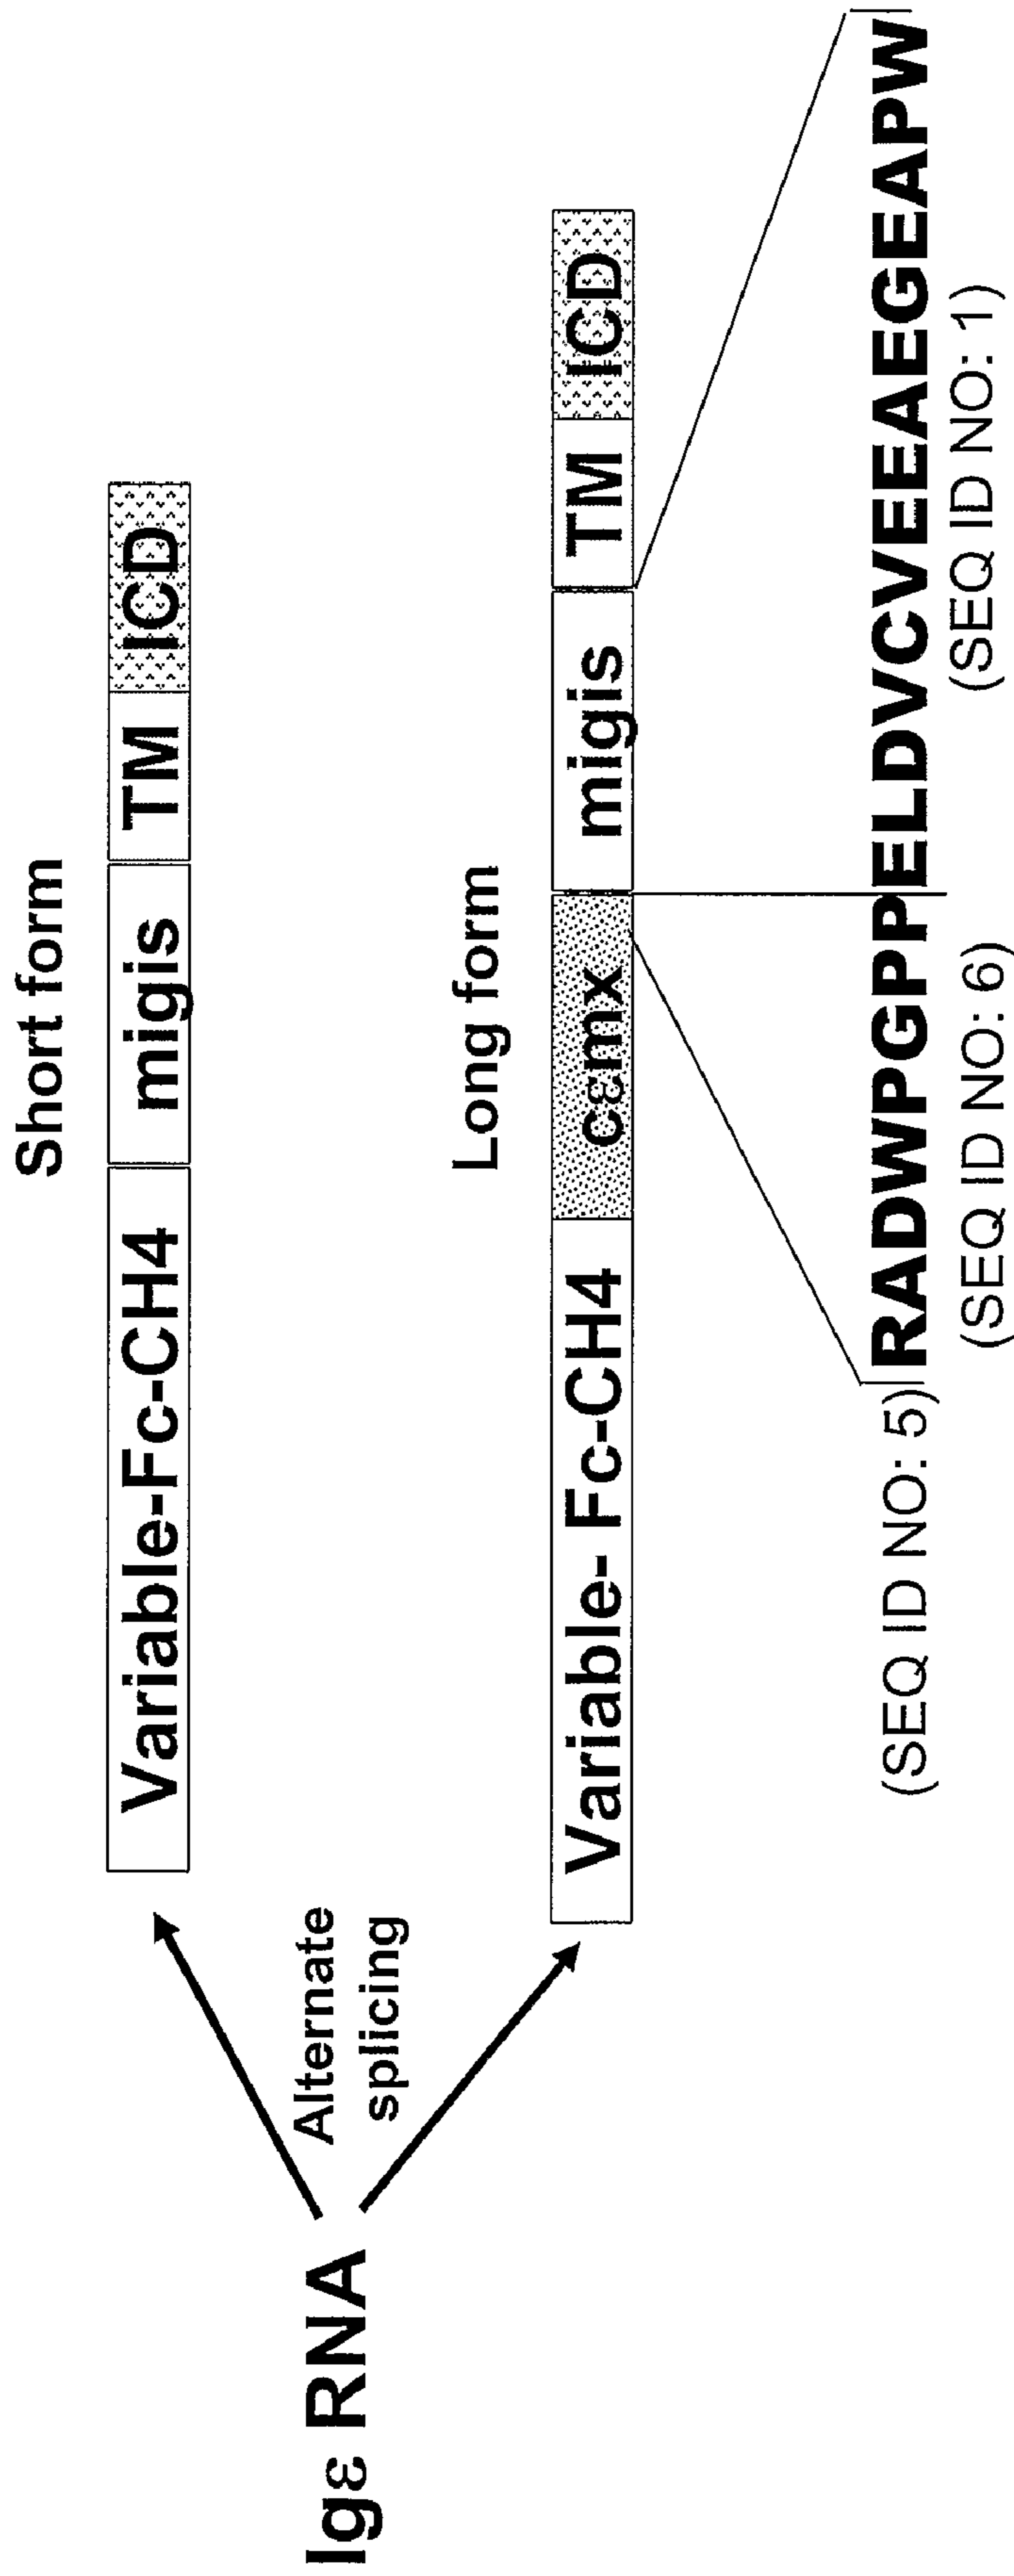 Short form
Variable-Fc-CH4 migis TM ICD
Alternate
splicing
Igε RNA
Long form
Variable- Fc-CH4 cεmx migis TM ICD
(SEQ ID NO: 5) RADWPGPPELDVCVEEAEGEAPW
(SEQ ID NO: 6) (SEQ ID NO: 1)